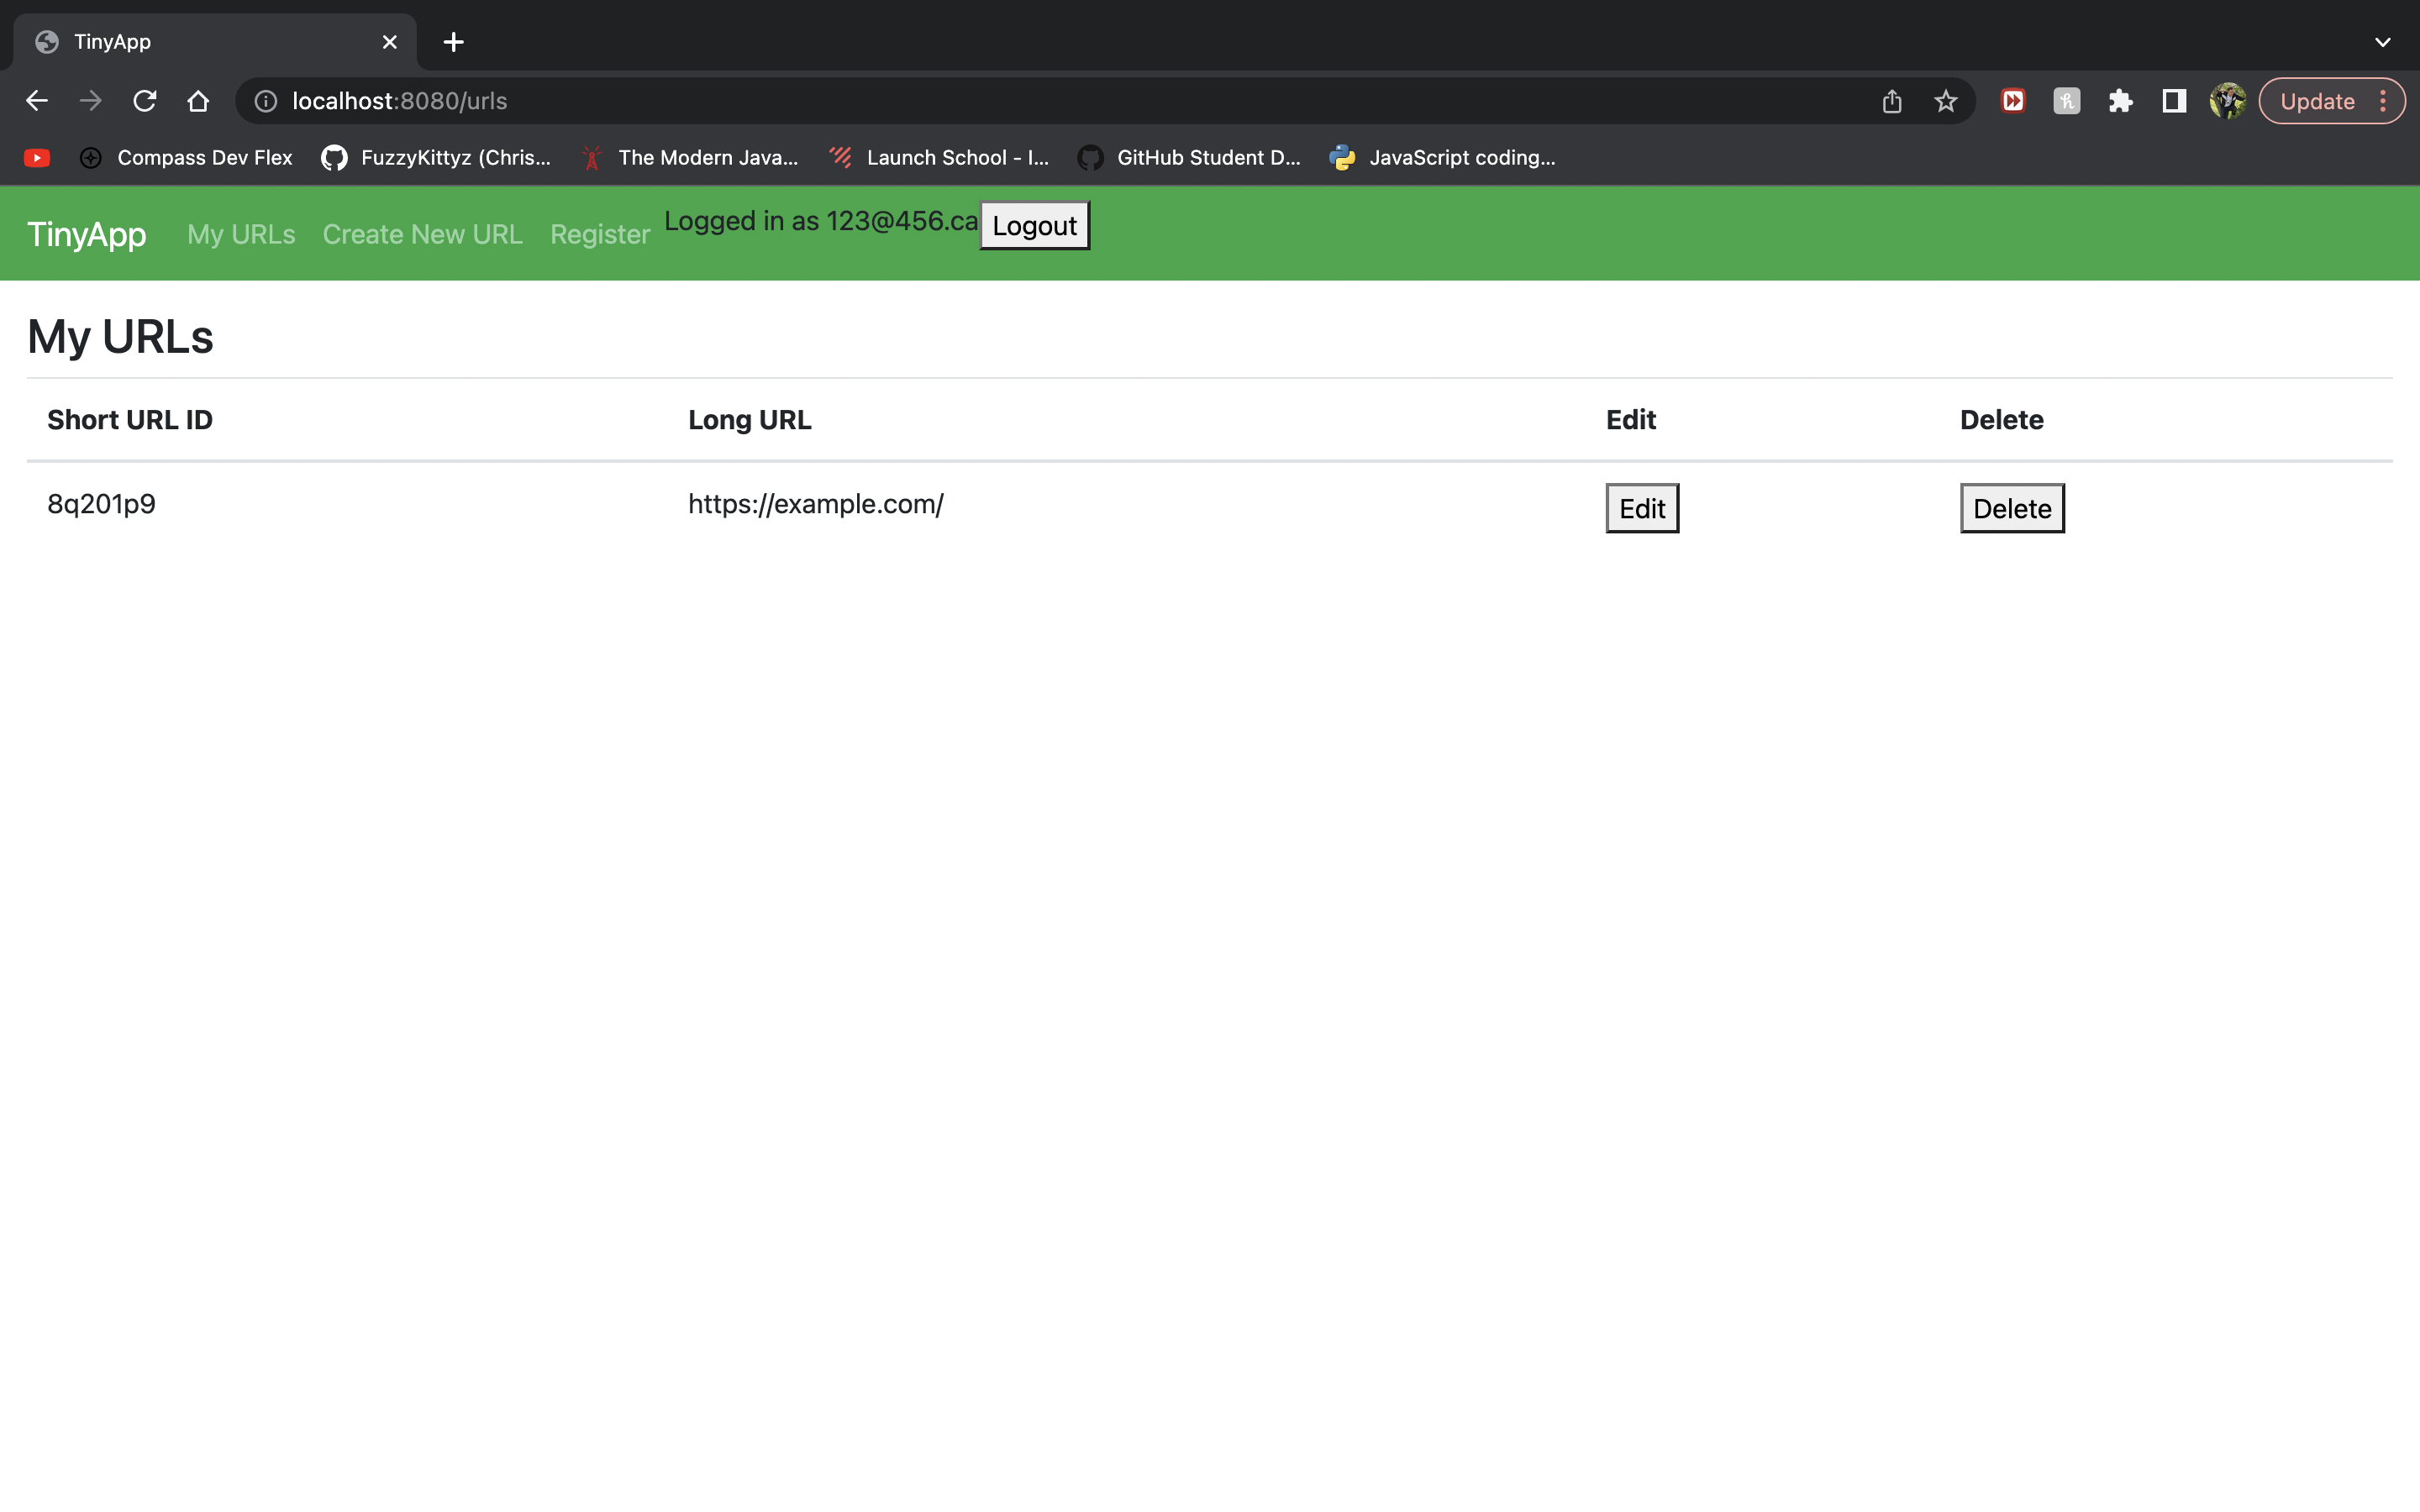 TinyApp
localhost:8080/urls
Update
Compass Dev Flex FuzzyKittyz (Chris... The Modern Java... Launch School - I... GitHub Student D... JavaScript coding...
TinyApp My URLs Create New URL Register Logged in as 123@456.ca Logout
My URLs
Short URL ID Long URL Edit Delete
8q201p9 https://example.com/ Edit Delete